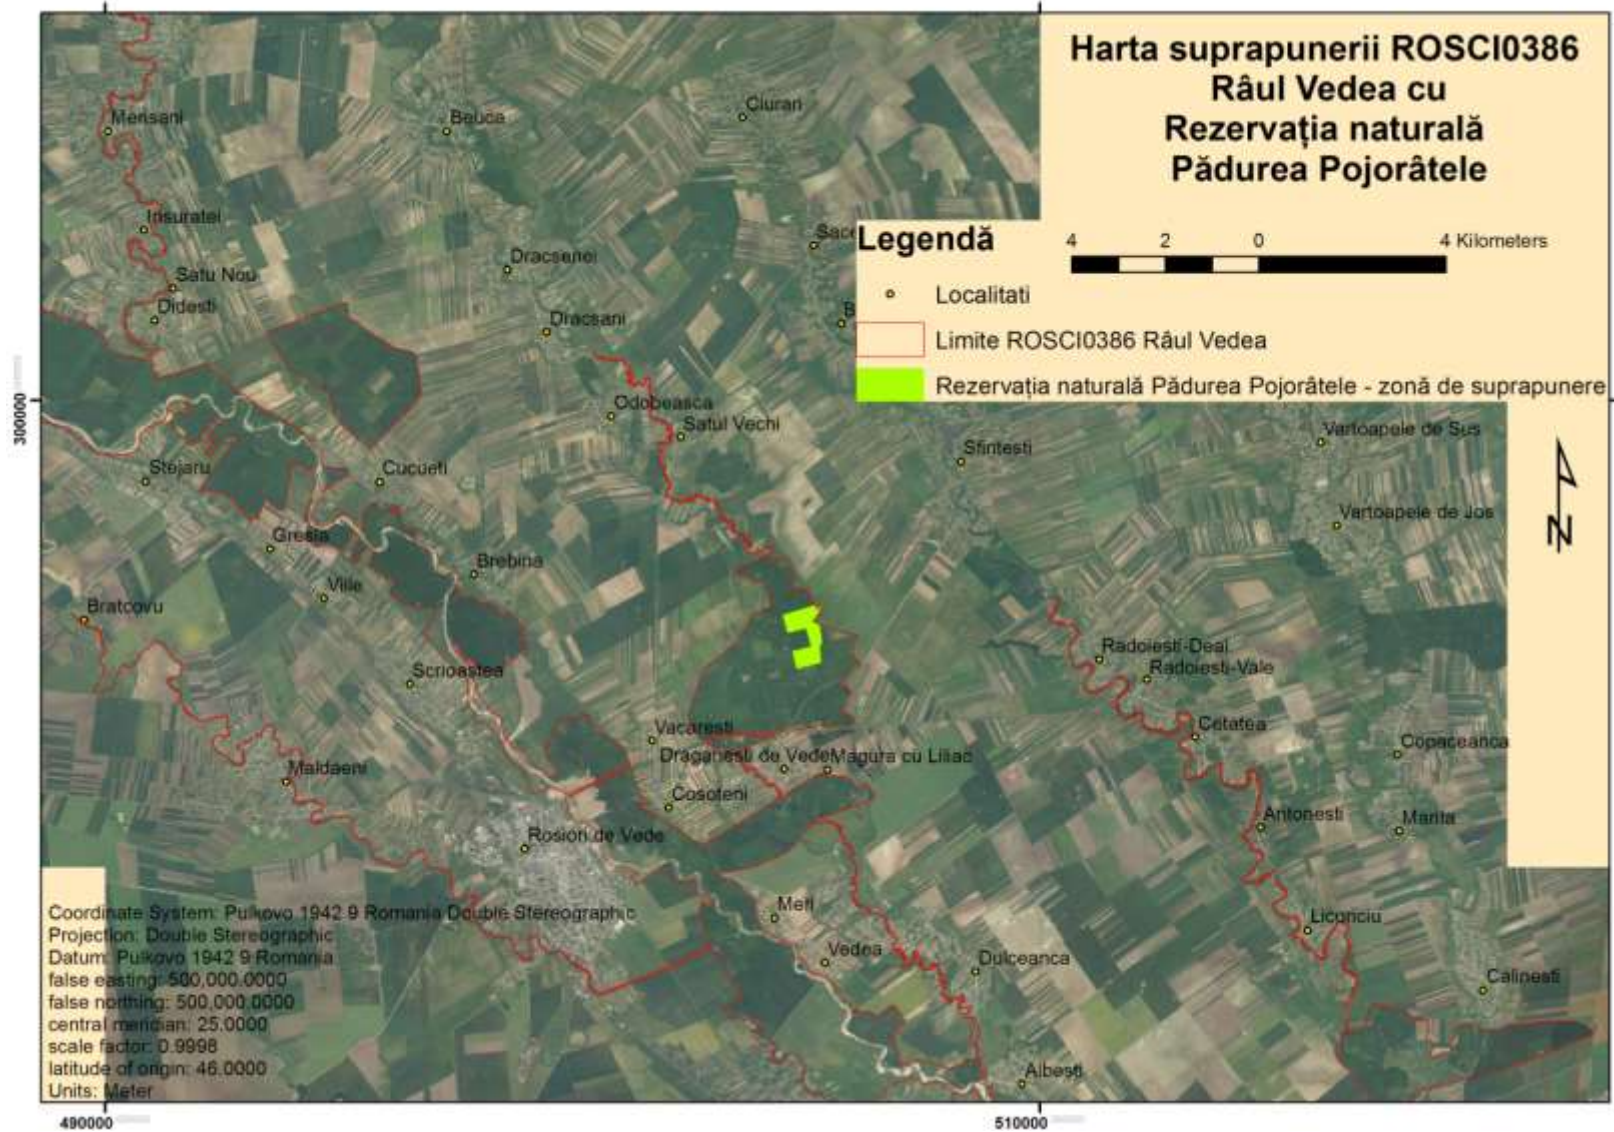 Harta suprapunerii ROSCI0386
Râul Vedea cu
Rezervația naturală
Pădurea Pojorâtele
4 2 0 4 Kilometers
Legendă
Localitati
Limite ROSCI0386 Râul Vedea
Rezervația naturală Pădurea Pojorâtele - zonă de suprapunere
Merisani
Beuca
Ciurari
Insuratei
Sace
Dracsenei
Satu Nou
Didesti
Dracsani
B
300000
Odobeasca
Satul Vechi
Vartoapele de Sus
Sfintesti
Stejaru
Cucueti
Vartoapele de Jos
Gresia
Brebina
Viile
Bratcovu
Radoiesti-Deal
Radoiesti-Vale
Scrioastea
Vacaresti
Cetatea
Copaceanca
Draganesti de Vede
Magura cu Liliac
Maldaeni
Cosoteni
Antonesti
Marita
Rosiori de Vede
Meri
Liconciu
Vedea
Dulceanca
Calinesti
Albesti
Coordinate System: Pulkovo 1942 9 Romania Double Stereographic
Projection: Double Stereographic
Datum: Pulkovo 1942 9 Romania
false easting: 500,000.0000
false northing: 500,000.0000
central meridian: 25.0000
scale factor: 0.9998
latitude of origin: 46.0000
Units: Meter
N
490000
510000